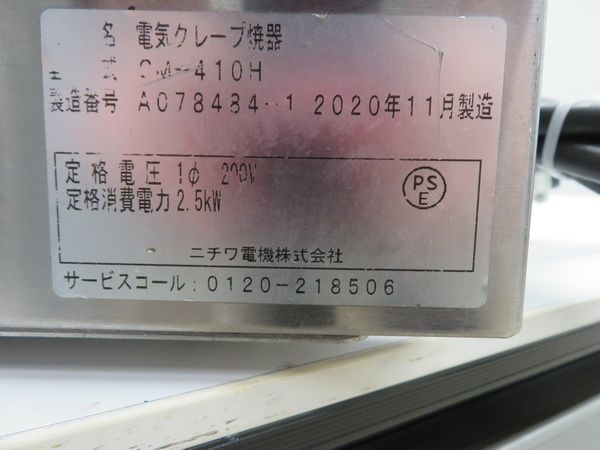 名 電気クレープ焼器
式 CM-410H
製造番号 A078484-1 2020年11月製造
定格電圧 1φ 200V
定格消費電力 2.5kW
PS
E
ニチワ電機株式会社
サービスコール:0120-218506